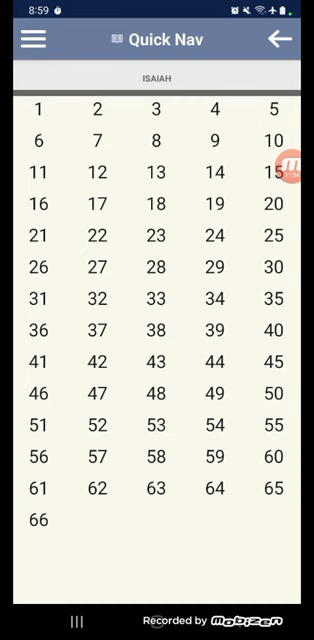 8:59
Quick Nav
ISAIAH
1 2 3 4 5
6 7 8 9 10
11 12 13 14 15
11:54
16 17 18 19 20
21 22 23 24 25
26 27 28 29 30
31 32 33 34 35
36 37 38 39 40
41 42 43 44 45
46 47 48 49 50
51 52 53 54 55
56 57 58 59 60
61 62 63 64 65
66
Recorded by MOBIZEN